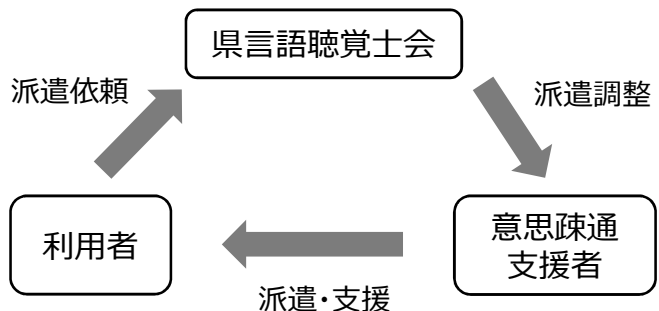 県言語聴覚士会
派遣依頼
派遣調整
利用者
意思疎通
支援者
派遣・支援